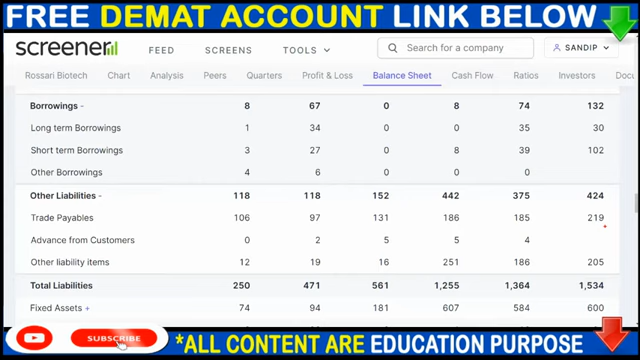 FREE DEMAT ACCOUNT LINK BELOW
screener FEED SCREENS TOOLS Search for a company SANDIP
Rossari Biotech Chart Analysis Peers Quarters Profit & Loss Balance Sheet Cash Flow Ratios Investors Docu
Borrowings - 8 67 0 8 74 132
Long term Borrowings 1 34 0 0 35 30
Short term Borrowings 3 27 0 8 39 102
Other Borrowings 4 6 0 0 0 0
Other Liabilities - 118 118 152 442 375 424
Trade Payables 106 97 131 186 185 219
Advance from Customers 0 2 5 5 4
Other liability items 12 19 16 251 186 205
Total Liabilities 250 471 561 1,255 1,364 1,534
Fixed Assets + 74 94 181 607 584 600
SUBSCRIBE *ALL CONTENT ARE EDUCATION PURPOSE